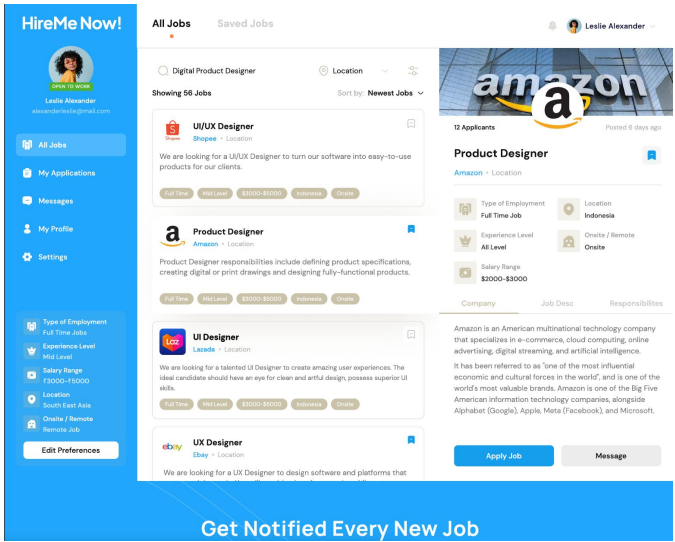 HireMe Now!
OPEN TO WORK
Leslie Alexander
alexanderleslie@mail.com
All Jobs
My Applications
Messages
My Profile
Settings
Type of Employment
Full Time Jobs
Experience Level
Mid Level
Salary Range
₹3000-₹5000
Location
South East Asia
Onsite / Remote
Remote Job
Edit Preferences
All Jobs
Saved Jobs
Leslie Alexander
Digital Product Designer
Location
Showing 56 Jobs
Sort by: Newest Jobs
Shopee
UI/UX Designer
Shopee • Location
We are looking for a UI/UX Designer to turn our software into easy-to-use
products for our clients.
Full Time
Mid Level
$3000-$5000
Indonesia
Onsite
a
Product Designer
Amazon • Location
Product Designer responsibilities include defining product specifications,
creating digital or print drawings and designing fully-functional products.
Full Time
Mid Level
$3000-$5000
Indonesia
Onsite
Laz
UI Designer
Lazada • Location
We are looking for a talented UI Designer to create amazing user experiences. The
ideal candidate should have an eye for clean and artful design, possess superior UI
skills.
Full Time
Mid Level
$3000-$5000
Indonesia
Onsite
ebay
UX Designer
Ebay • Location
We are looking for a UX Designer to design software and platforms that
amazon
a
12 Applicants
Posted 6 days ago
Product Designer
Amazon • Location
Type of Employment
Full Time Job
Location
Indonesia
Experience Level
All Level
Onsite / Remote
Onsite
Salary Range
$2000-$3000
Company
Job Desc
Responsibilites
Amazon is an American multinational technology company
that specializes in e-commerce, cloud computing, online
advertising, digital streaming, and artificial intelligence.
It has been referred to as "one of the most influential
economic and cultural forces in the world", and is one of the
world's most valuable brands. Amazon is one of the Big Five
American information technology companies, alongside
Alphabet (Google), Apple, Meta (Facebook), and Microsoft.
Apply Job
Message
Get Notified Every New Job